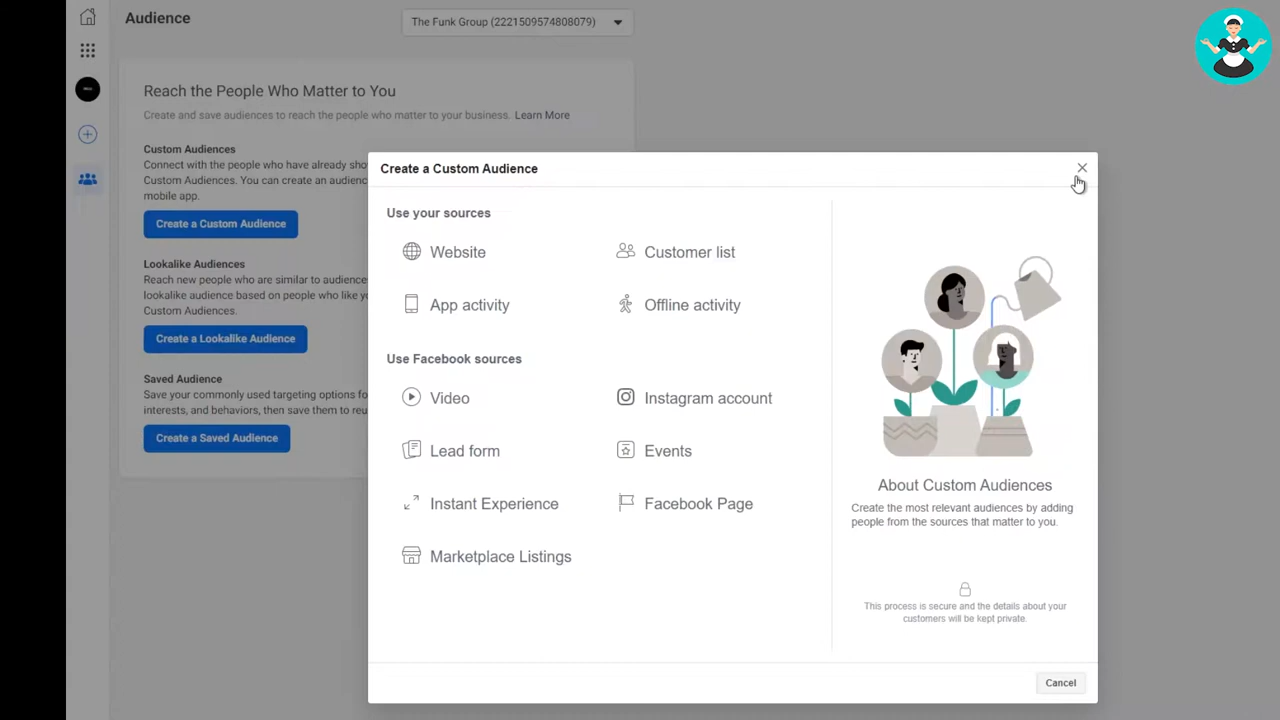 Audience
The Funk Group (2221509574808079)
Reach the People Who Matter to You
Create and save audiences to reach the people who matter to your business. Learn More
Custom Audiences
Connect with the people who have already sho
Custom Audiences. You can create an audienc
mobile app.
Create a Custom Audience
Lookalike Audiences
Reach new people who are similar to audience
lookalike audience based on people who like yo
Custom Audiences.
Create a Lookalike Audience
Saved Audience
Save your commonly used targeting options fo
interests, and behaviors, then save them to reu
Create a Saved Audience
Create a Custom Audience
Use your sources
Website
Customer list
App activity
Offline activity
Use Facebook sources
Video
Instagram account
Lead form
Events
Instant Experience
Facebook Page
Marketplace Listings
About Custom Audiences
Create the most relevant audiences by adding
people from the sources that matter to you.
This process is secure and the details about your
customers will be kept private.
Cancel